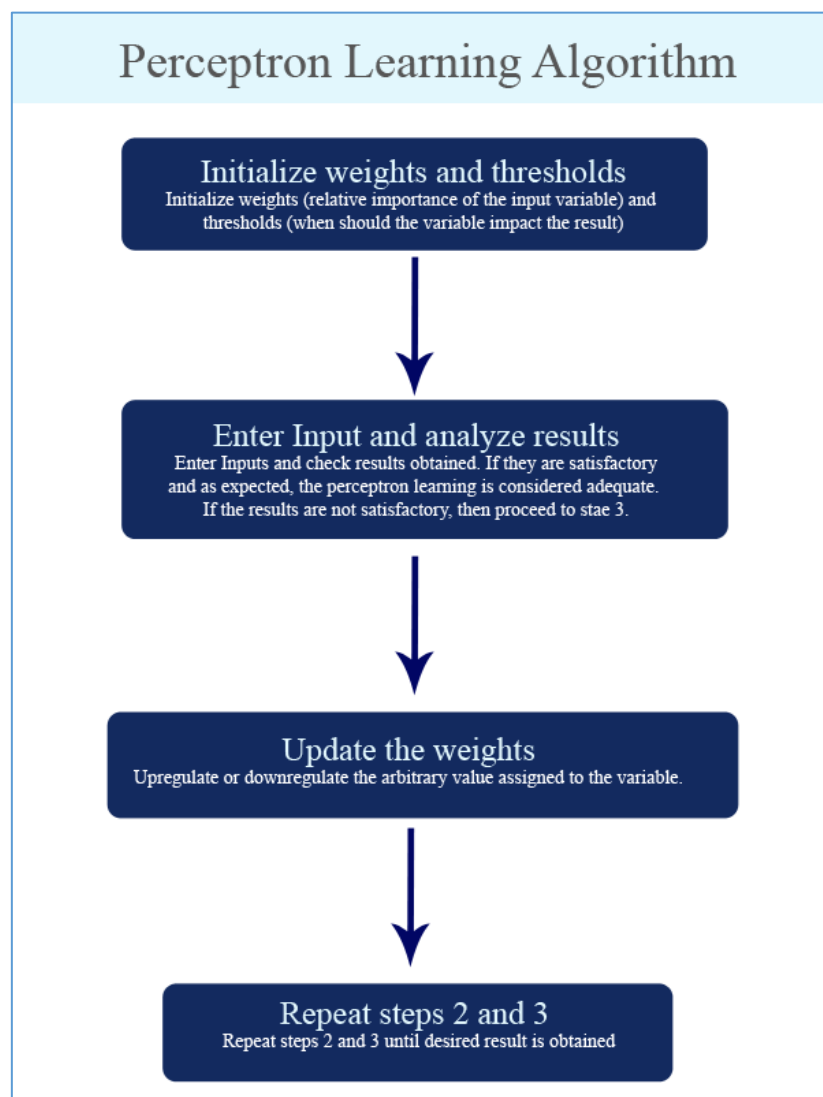 Perceptron Learning Algorithm
Initialize weights and thresholds
Initialize weights (relative importance of the input variable) and
thresholds (when should the variable impact the result)
Enter Input and analyze results
Enter Inputs and check results obtained. If they are satisfactory
and as expected, the perceptron learning is considered adequate.
If the results are not satisfactory, then proceed to stae 3.
Update the weights
Upregulate or downregulate the arbitrary value assigned to the variable.
Repeat steps 2 and 3
Repeat steps 2 and 3 until desired result is obtained